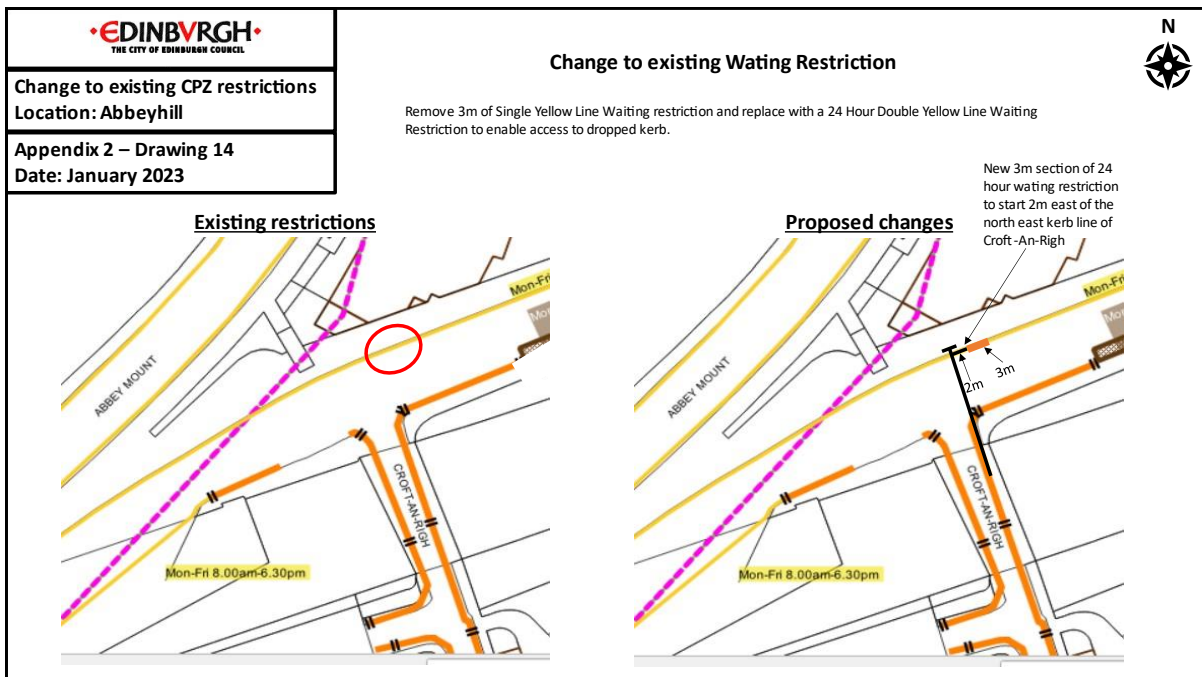 EDINBVRGH
THE CITY OF EDINBURGH COUNCIL
Change to existing CPZ restrictions
Location: Abbeyhill
Appendix 2 – Drawing 14
Date: January 2023
Change to existing Wating Restriction
N
Remove 3m of Single Yellow Line Waiting restriction and replace with a 24 Hour Double Yellow Line Waiting
Restriction to enable access to dropped kerb.
Existing restrictions
Mon-Fri
ABBEY MOUNT
CROFT-AN-RIGH
Mon-Fri 8.00am-6.30pm
Proposed changes
New 3m section of 24
hour wating restriction
to start 2m east of the
north east kerb line of
Croft -An-Righ
Mon-F
2m
3m
ABBEY MOUNT
CROFT-AN-RIGH
Mon-Fri 8.00am-6.30pm